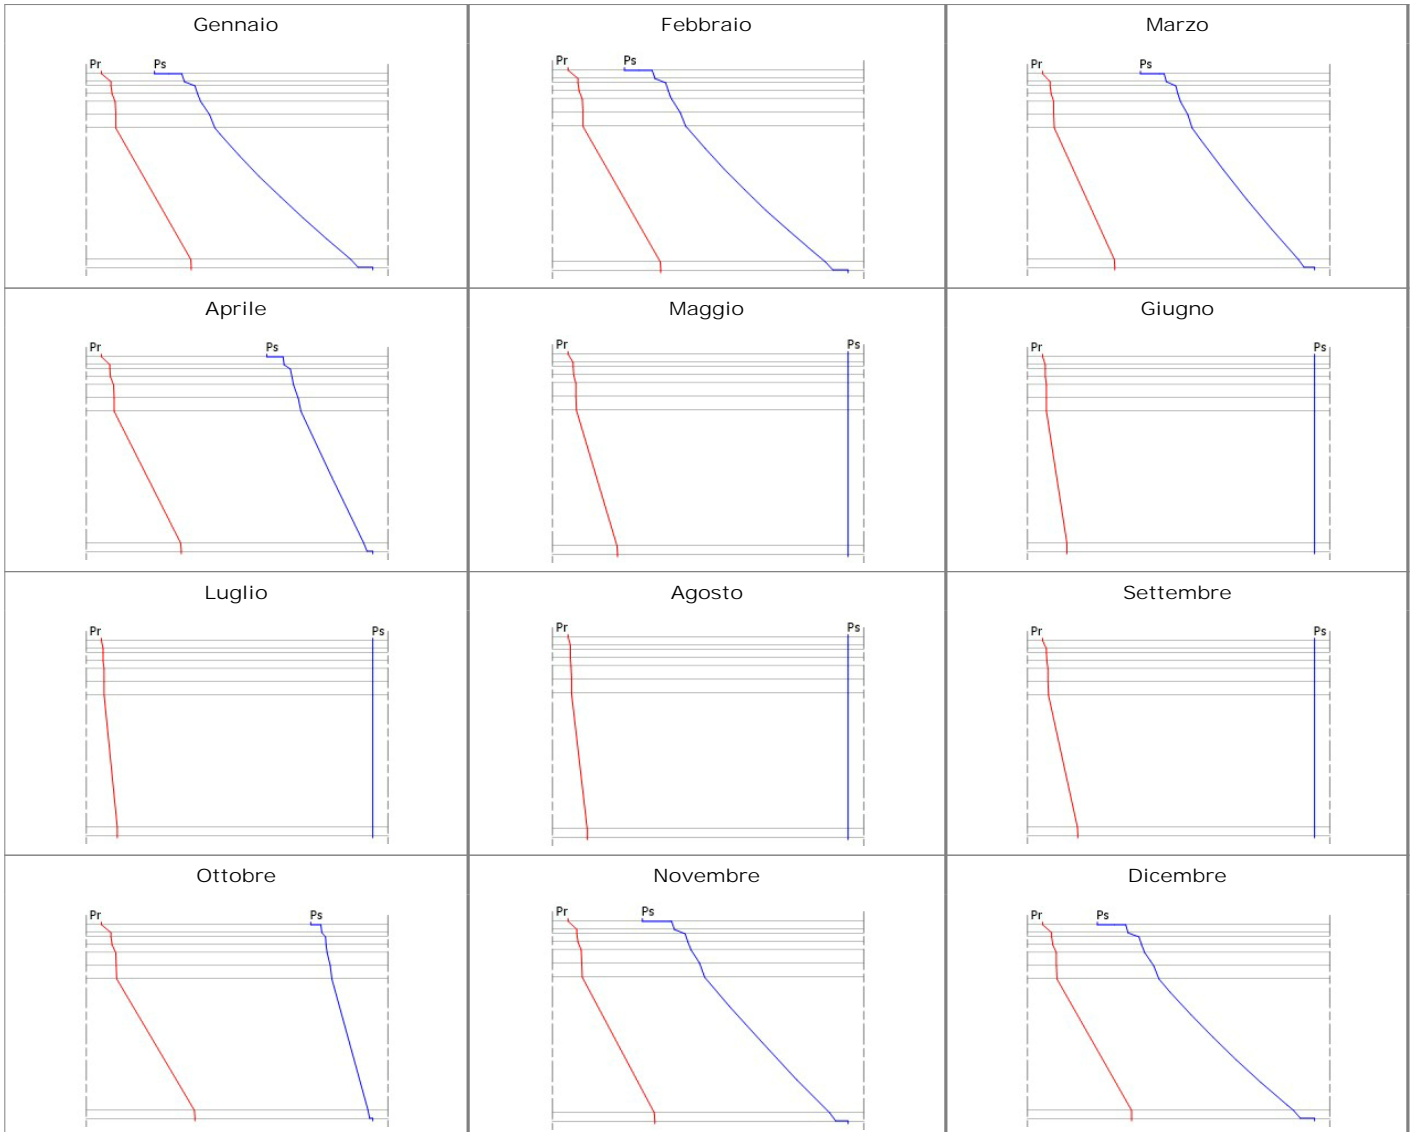 Gennaio
Febbraio
Marzo
Pr Ps
Pr Ps
Pr Ps
Aprile
Maggio
Giugno
Pr Ps
Pr Ps
Pr Ps
Luglio
Agosto
Settembre
Pr Ps
Pr Ps
Pr Ps
Ottobre
Novembre
Dicembre
Pr Ps
Pr Ps
Pr Ps